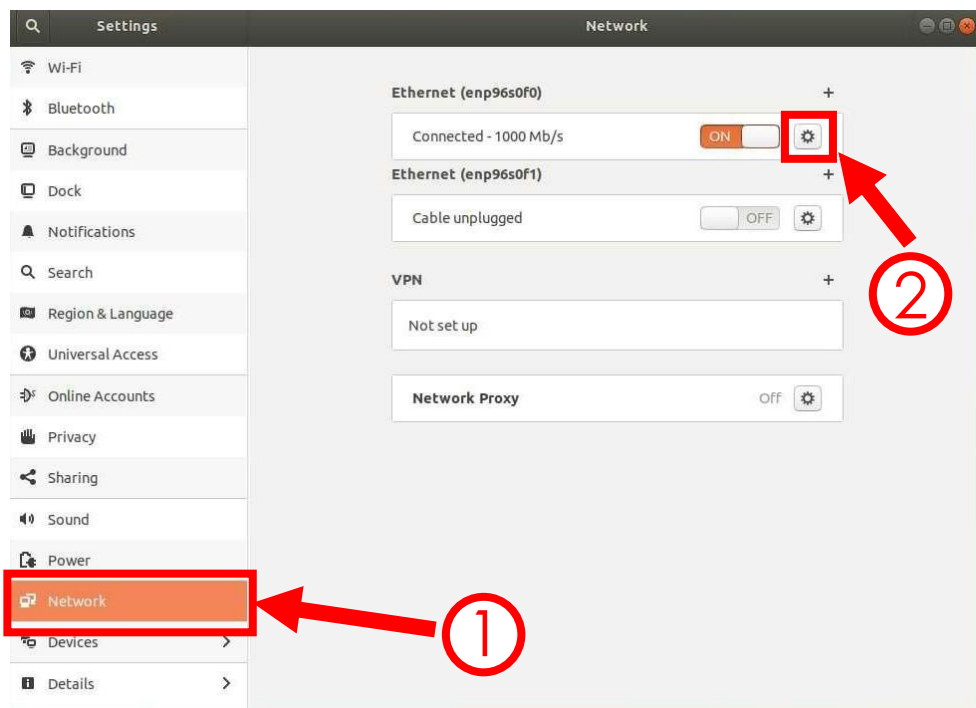 Settings
Network
Wi-Fi
Bluetooth
Background
Dock
Notifications
Search
Region & Language
Universal Access
Online Accounts
Privacy
Sharing
Sound
Power
Network
Devices
Details
Ethernet (enp96s0f0)
+
Connected - 1000 Mb/s
ON
Ethernet (enp96s0f1)
+
Cable unplugged
OFF
VPN
+
Not set up
Network Proxy
Off
1
2